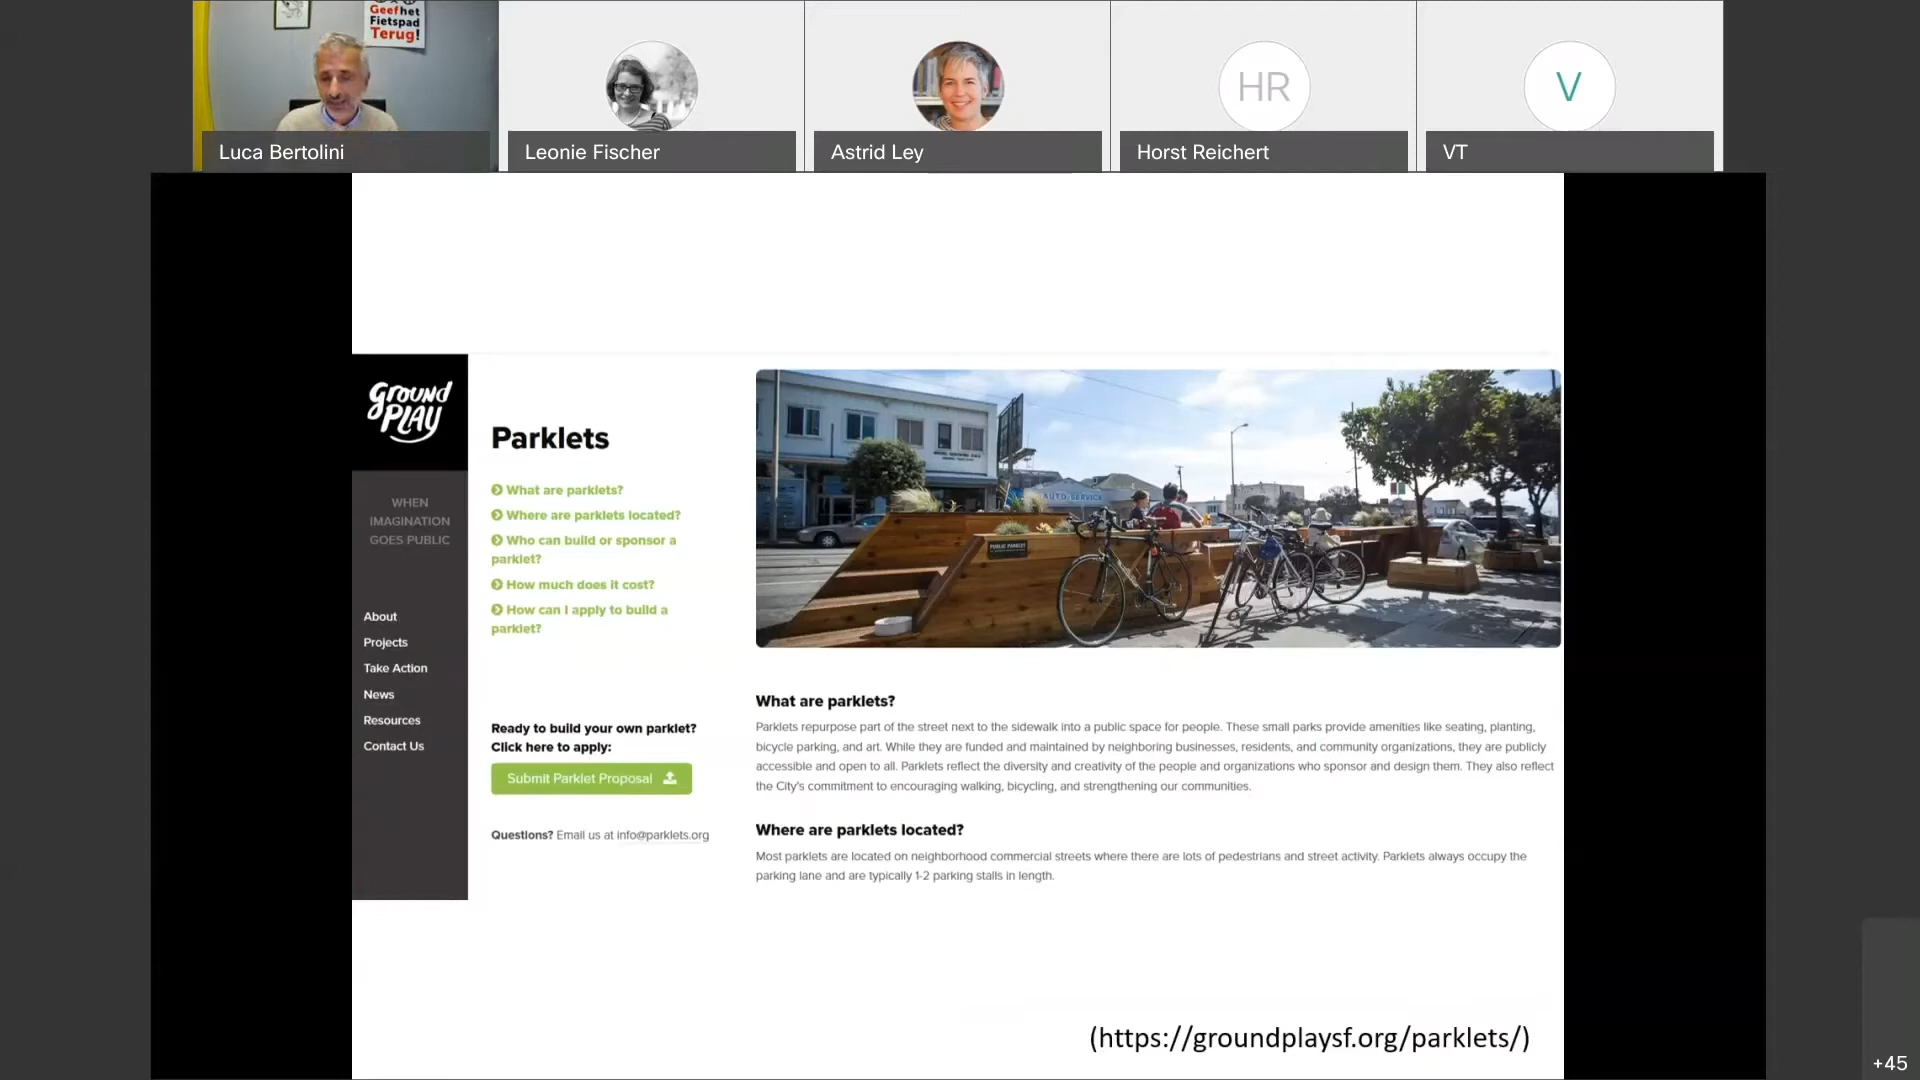 Geef het
Fietspad
Terug!
Luca Bertolini
Leonie Fischer
Astrid Ley
HR
Horst Reichert
V
VT
GROUND
PLAY
WHEN
IMAGINATION
GOES PUBLIC
About
Projects
Take Action
News
Resources
Contact Us
Parklets
What are parklets?
Where are parklets located?
Who can build or sponsor a
parklet?
How much does it cost?
How can I apply to build a
parklet?
Ready to build your own parklet?
Click here to apply:
Submit Parklet Proposal
Questions? Email us at info@parklets.org
AUTO SERVICE
PUBLIC PARKLET
What are parklets?
Parklets repurpose part of the street next to the sidewalk into a public space for people. These small parks provide amenities like seating, planting,
bicycle parking, and art. While they are funded and maintained by neighboring businesses, residents, and community organizations, they are publicly
accessible and open to all. Parklets reflect the diversity and creativity of the people and organizations who sponsor and design them. They also reflect
the City's commitment to encouraging walking, bicycling, and strengthening our communities.
Where are parklets located?
Most parklets are located on neighborhood commercial streets where there are lots of pedestrians and street activity. Parklets always occupy the
parking lane and are typically 1-2 parking stalls in length.
(https://groundplaysf.org/parklets/)
+45